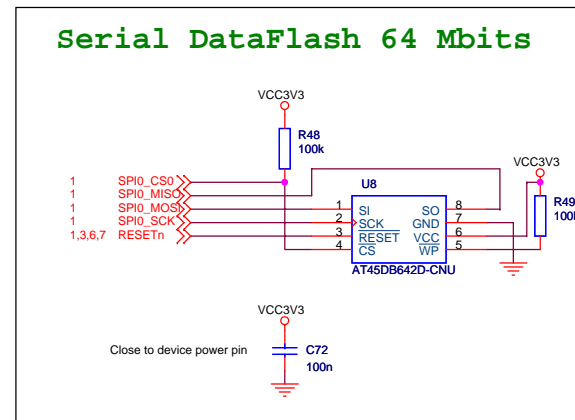 Serial DataFlash 64 Mbits
VCC3V3
R48
100k
VCC3V3
1 SPI0_CS0
1 SPI0_MISO
1 SPI0_MOSI
1 SPI0_SCK
1,3,6,7 RESETn
U8
1 SI SO 8
2 SCK GND 7
3 RESET VCC 6
4 CS WP 5
AT45DB642D-CNU
R49
100k
VCC3V3
Close to device power pin
C72
100n